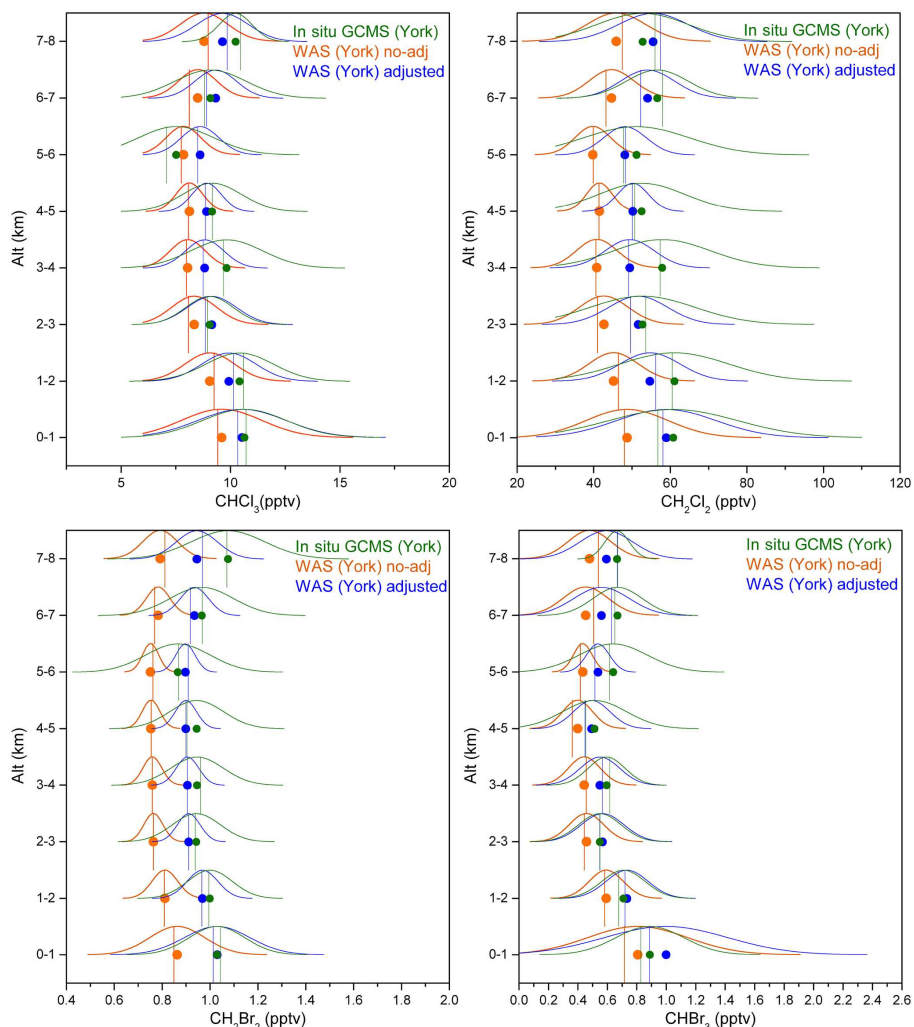 In situ GCMS (York)
WAS (York) no-adj
WAS (York) adjusted
7-8
6-7
5-6
4-5
3-4
2-3
1-2
0-1
Alt (km)
5 10 15 20
CHCl3(pptv)
In situ GCMS (York)
WAS (York) no-adj
WAS (York) adjusted
7-8
6-7
5-6
4-5
3-4
2-3
1-2
0-1
Alt (km)
20 40 60 80 100 120
CH2Cl2 (pptv)
In situ GCMS (York)
WAS (York) no-adj
WAS (York) adjusted
7-8
6-7
5-6
4-5
3-4
2-3
1-2
0-1
Alt (km)
0.4 0.6 0.8 1.0 1.2 1.4 1.6 1.8 2.0
CH2Br2 (pptv)
In situ GCMS (York)
WAS (York) no-adj
WAS (York) adjusted
7-8
6-7
5-6
4-5
3-4
2-3
1-2
0-1
Alt (km)
0.0 0.2 0.4 0.6 0.8 1.0 1.2 1.4 1.6 1.8 2.0 2.2 2.4 2.6
CHBr3 (pptv)